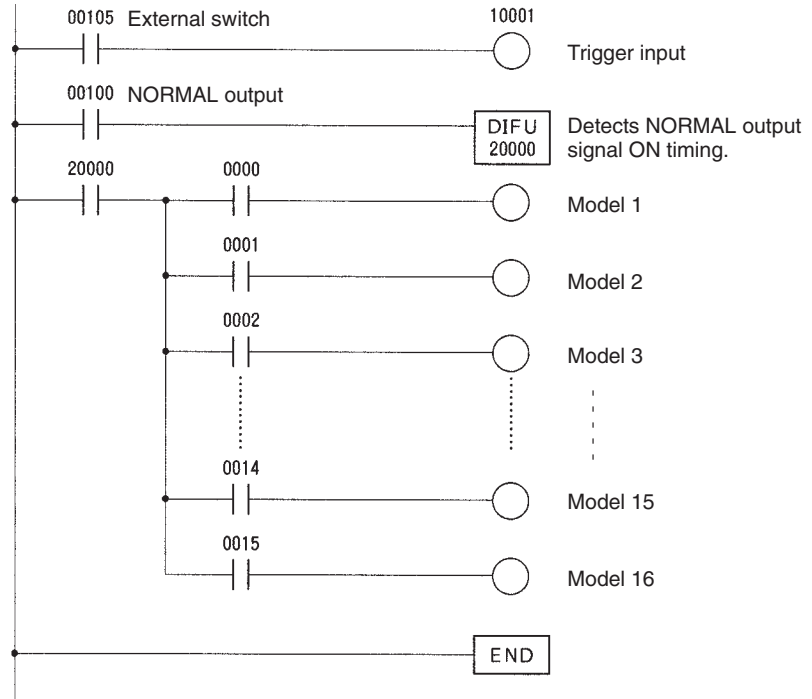 00105 External switch 10001
Trigger input
00100 NORMAL output
DIFU
20000
Detects NORMAL output
signal ON timing.
20000 0000
Model 1
0001
Model 2
0002
Model 3
0014
Model 15
0015
Model 16
END